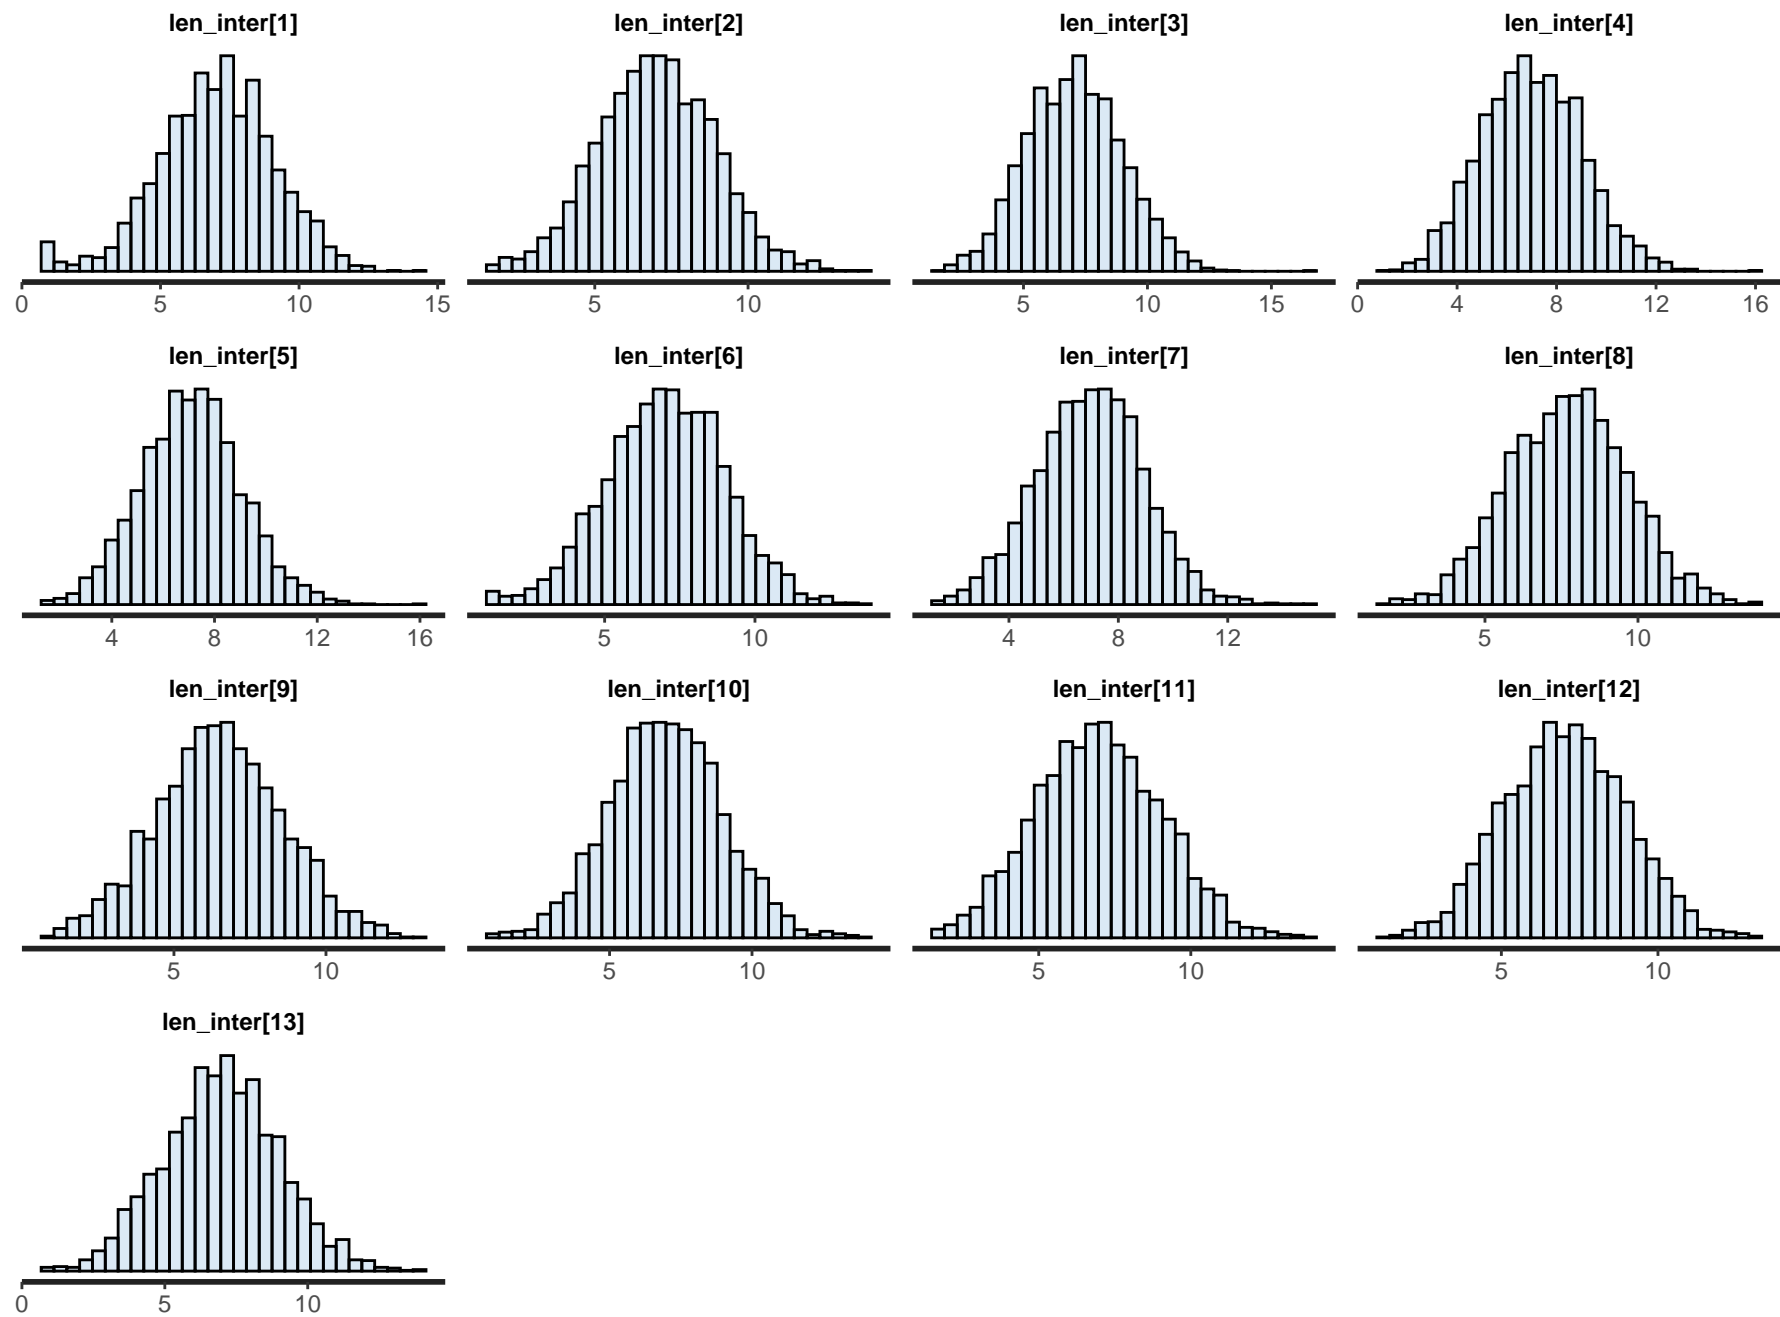 len_inter[1] len_inter[2] len_inter[3] len_inter[4]
0 5 10 15 5 10 5 10 15 0 4 8 12 16
len_inter[5] len_inter[6] len_inter[7] len_inter[8]
4 8 12 16 5 10 4 8 12 5 10
len_inter[9] len_inter[10] len_inter[11] len_inter[12]
5 10 5 10 5 10 5 10
len_inter[13]
0 5 10